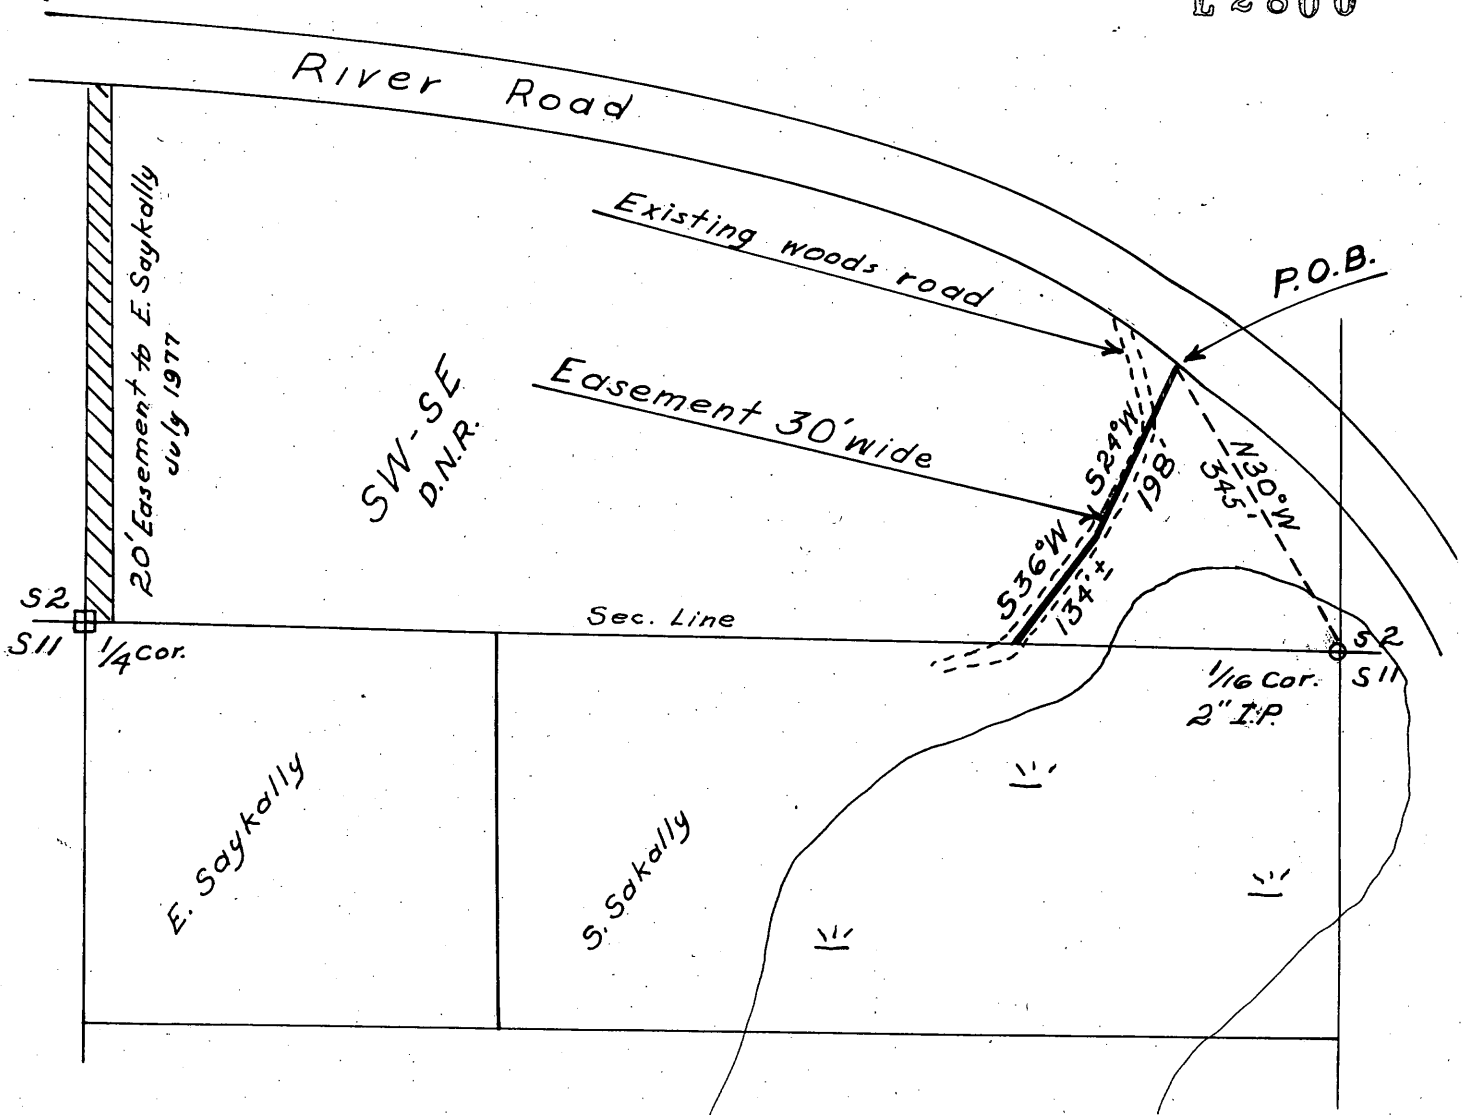 L2800
River Road
Existing woods road
P.O.B.
Easement 30' wide
20' Easement to E. Saykally
July 1977
SW-SE
D.N.R.
S24°W
198'
N30°W
345'
S36°W
134'±
S2
S11
1/4 Cor.
Sec. Line
S2
S11
1/16 Cor.
2" I.P.
E. Saykally
S. Sakally